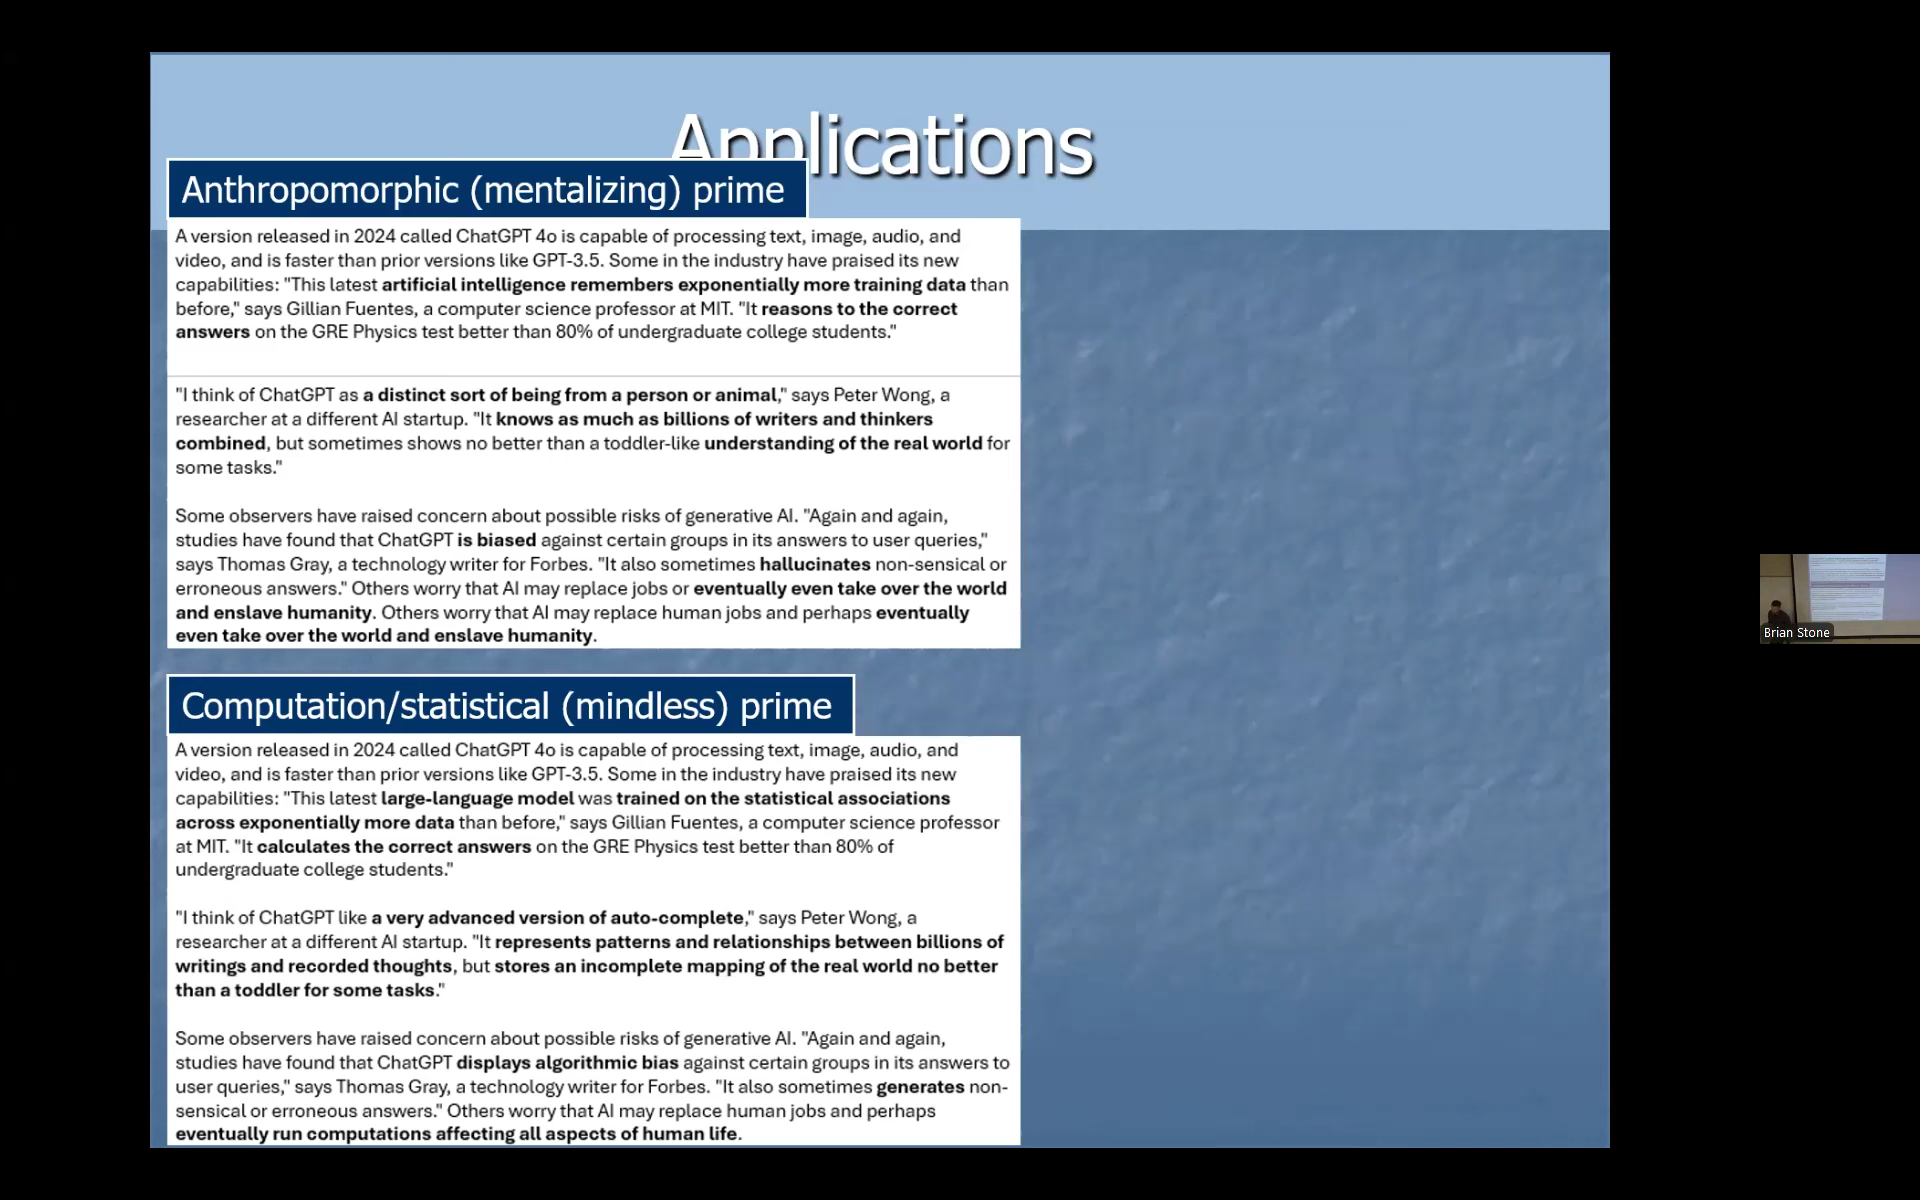 Applications
Anthropomorphic (mentalizing) prime
A version released in 2024 called ChatGPT 4o is capable of processing text, image, audio, and
video, and is faster than prior versions like GPT-3.5. Some in the industry have praised its new
capabilities: "This latest artificial intelligence remembers exponentially more training data than
before," says Gillian Fuentes, a computer science professor at MIT. "It reasons to the correct
answers on the GRE Physics test better than 80% of undergraduate college students."
"I think of ChatGPT as a distinct sort of being from a person or animal," says Peter Wong, a
researcher at a different AI startup. "It knows as much as billions of writers and thinkers
combined, but sometimes shows no better than a toddler-like understanding of the real world for
some tasks."
Some observers have raised concern about possible risks of generative AI. "Again and again,
studies have found that ChatGPT is biased against certain groups in its answers to user queries,"
says Thomas Gray, a technology writer for Forbes. "It also sometimes hallucinates non-sensical or
erroneous answers." Others worry that AI may replace jobs or eventually even take over the world
and enslave humanity. Others worry that AI may replace human jobs and perhaps eventually
even take over the world and enslave humanity.
Computation/statistical (mindless) prime
A version released in 2024 called ChatGPT 4o is capable of processing text, image, audio, and
video, and is faster than prior versions like GPT-3.5. Some in the industry have praised its new
capabilities: "This latest large-language model was trained on the statistical associations
across exponentially more data than before," says Gillian Fuentes, a computer science professor
at MIT. "It calculates the correct answers on the GRE Physics test better than 80% of
undergraduate college students."
"I think of ChatGPT like a very advanced version of auto-complete," says Peter Wong, a
researcher at a different AI startup. "It represents patterns and relationships between billions of
writings and recorded thoughts, but stores an incomplete mapping of the real world no better
than a toddler for some tasks."
Some observers have raised concern about possible risks of generative AI. "Again and again,
studies have found that ChatGPT displays algorithmic bias against certain groups in its answers to
user queries," says Thomas Gray, a technology writer for Forbes. "It also sometimes generates non-
sensical or erroneous answers." Others worry that AI may replace human jobs and perhaps
eventually run computations affecting all aspects of human life.
Brian Stone